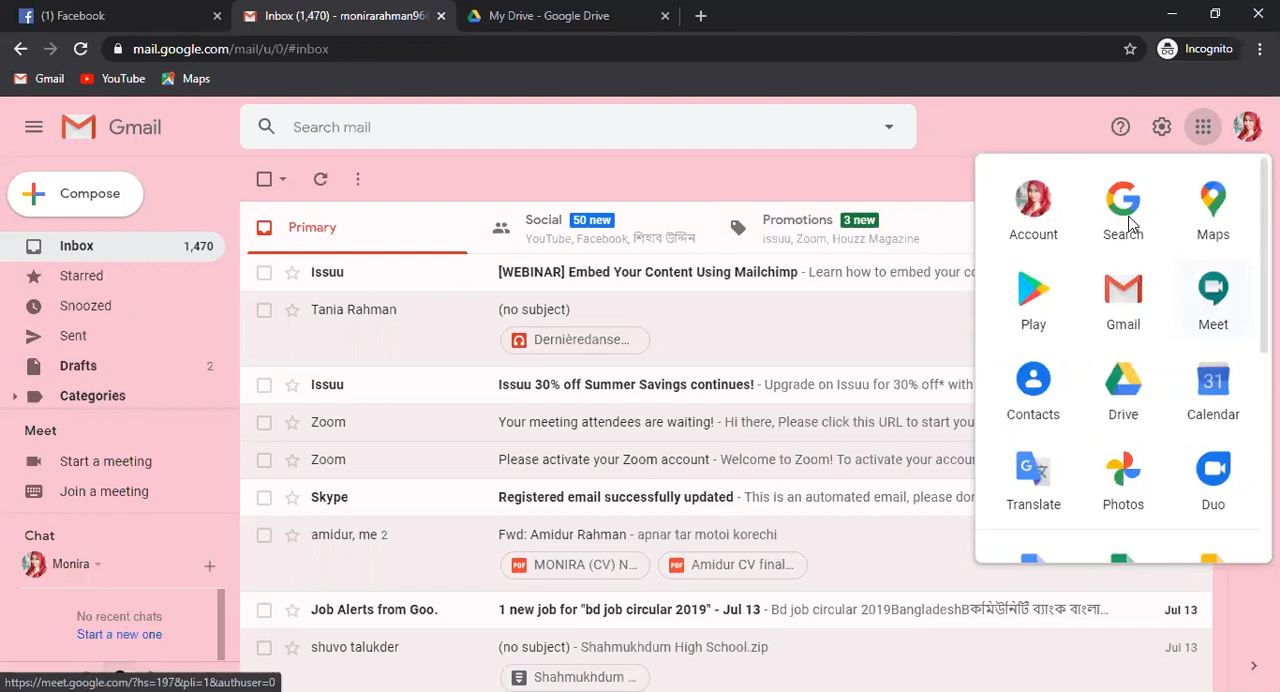 (1) Facebook
Inbox (1,470) - monirarahman96
My Drive - Google Drive
mail.google.com/mail/u/0/#inbox
Incognito
Gmail
YouTube
Maps
Gmail
Search mail
Compose
Inbox 1,470
Starred
Snoozed
Sent
Drafts 2
Categories
Meet
Start a meeting
Join a meeting
Chat
Monira
No recent chats
Start a new one
https://meet.google.com/?hs=197&pli=1&authuser=0
Primary
Social 50 new
YouTube, Facebook, শিহাব উদ্দিন
Promotions 3 new
issuu, Zoom, Houzz Magazine
Issuu [WEBINAR] Embed Your Content Using Mailchimp - Learn how to embed your co
Tania Rahman (no subject)
Dernièredanse...
Issuu Issuu 30% off Summer Savings continues! - Upgrade on Issuu for 30% off* with
Zoom Your meeting attendees are waiting! - Hi there, Please click this URL to start you
Zoom Please activate your Zoom account - Welcome to Zoom! To activate your accou
Skype Registered email successfully updated - This is an automated email, please don
amidur, me 2 Fwd: Amidur Rahman - apnar tar motoi korechi
PDF MONIRA (CV) N... PDF Amidur CV final...
Job Alerts from Goo. 1 new job for "bd job circular 2019" - Jul 13 - Bd job circular 2019BangladeshBকমিউনিটি ব্যাংক বাংলা... Jul 13
shuvo talukder (no subject) - Shahmukhdum High School.zip Jul 13
Shahmukhdum ...
Account
Search
Maps
Play
Gmail
Meet
Contacts
Drive
31
Calendar
Translate
Photos
Duo